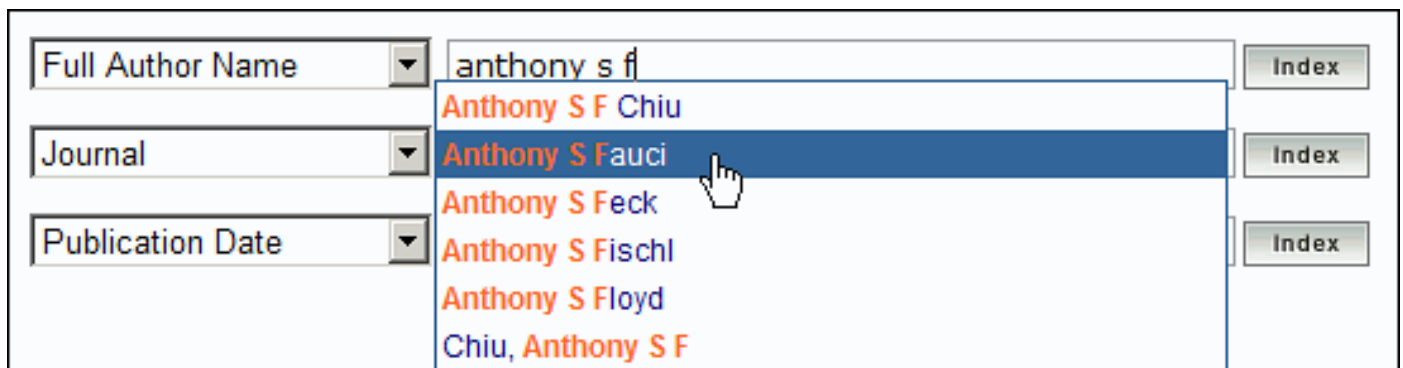 Full Author Name anthony s f Index
Anthony S F Chiu
Journal Anthony S Fauci Index
Anthony S Feck
Publication Date Anthony S Fischl Index
Anthony S Floyd
Chiu, Anthony S F